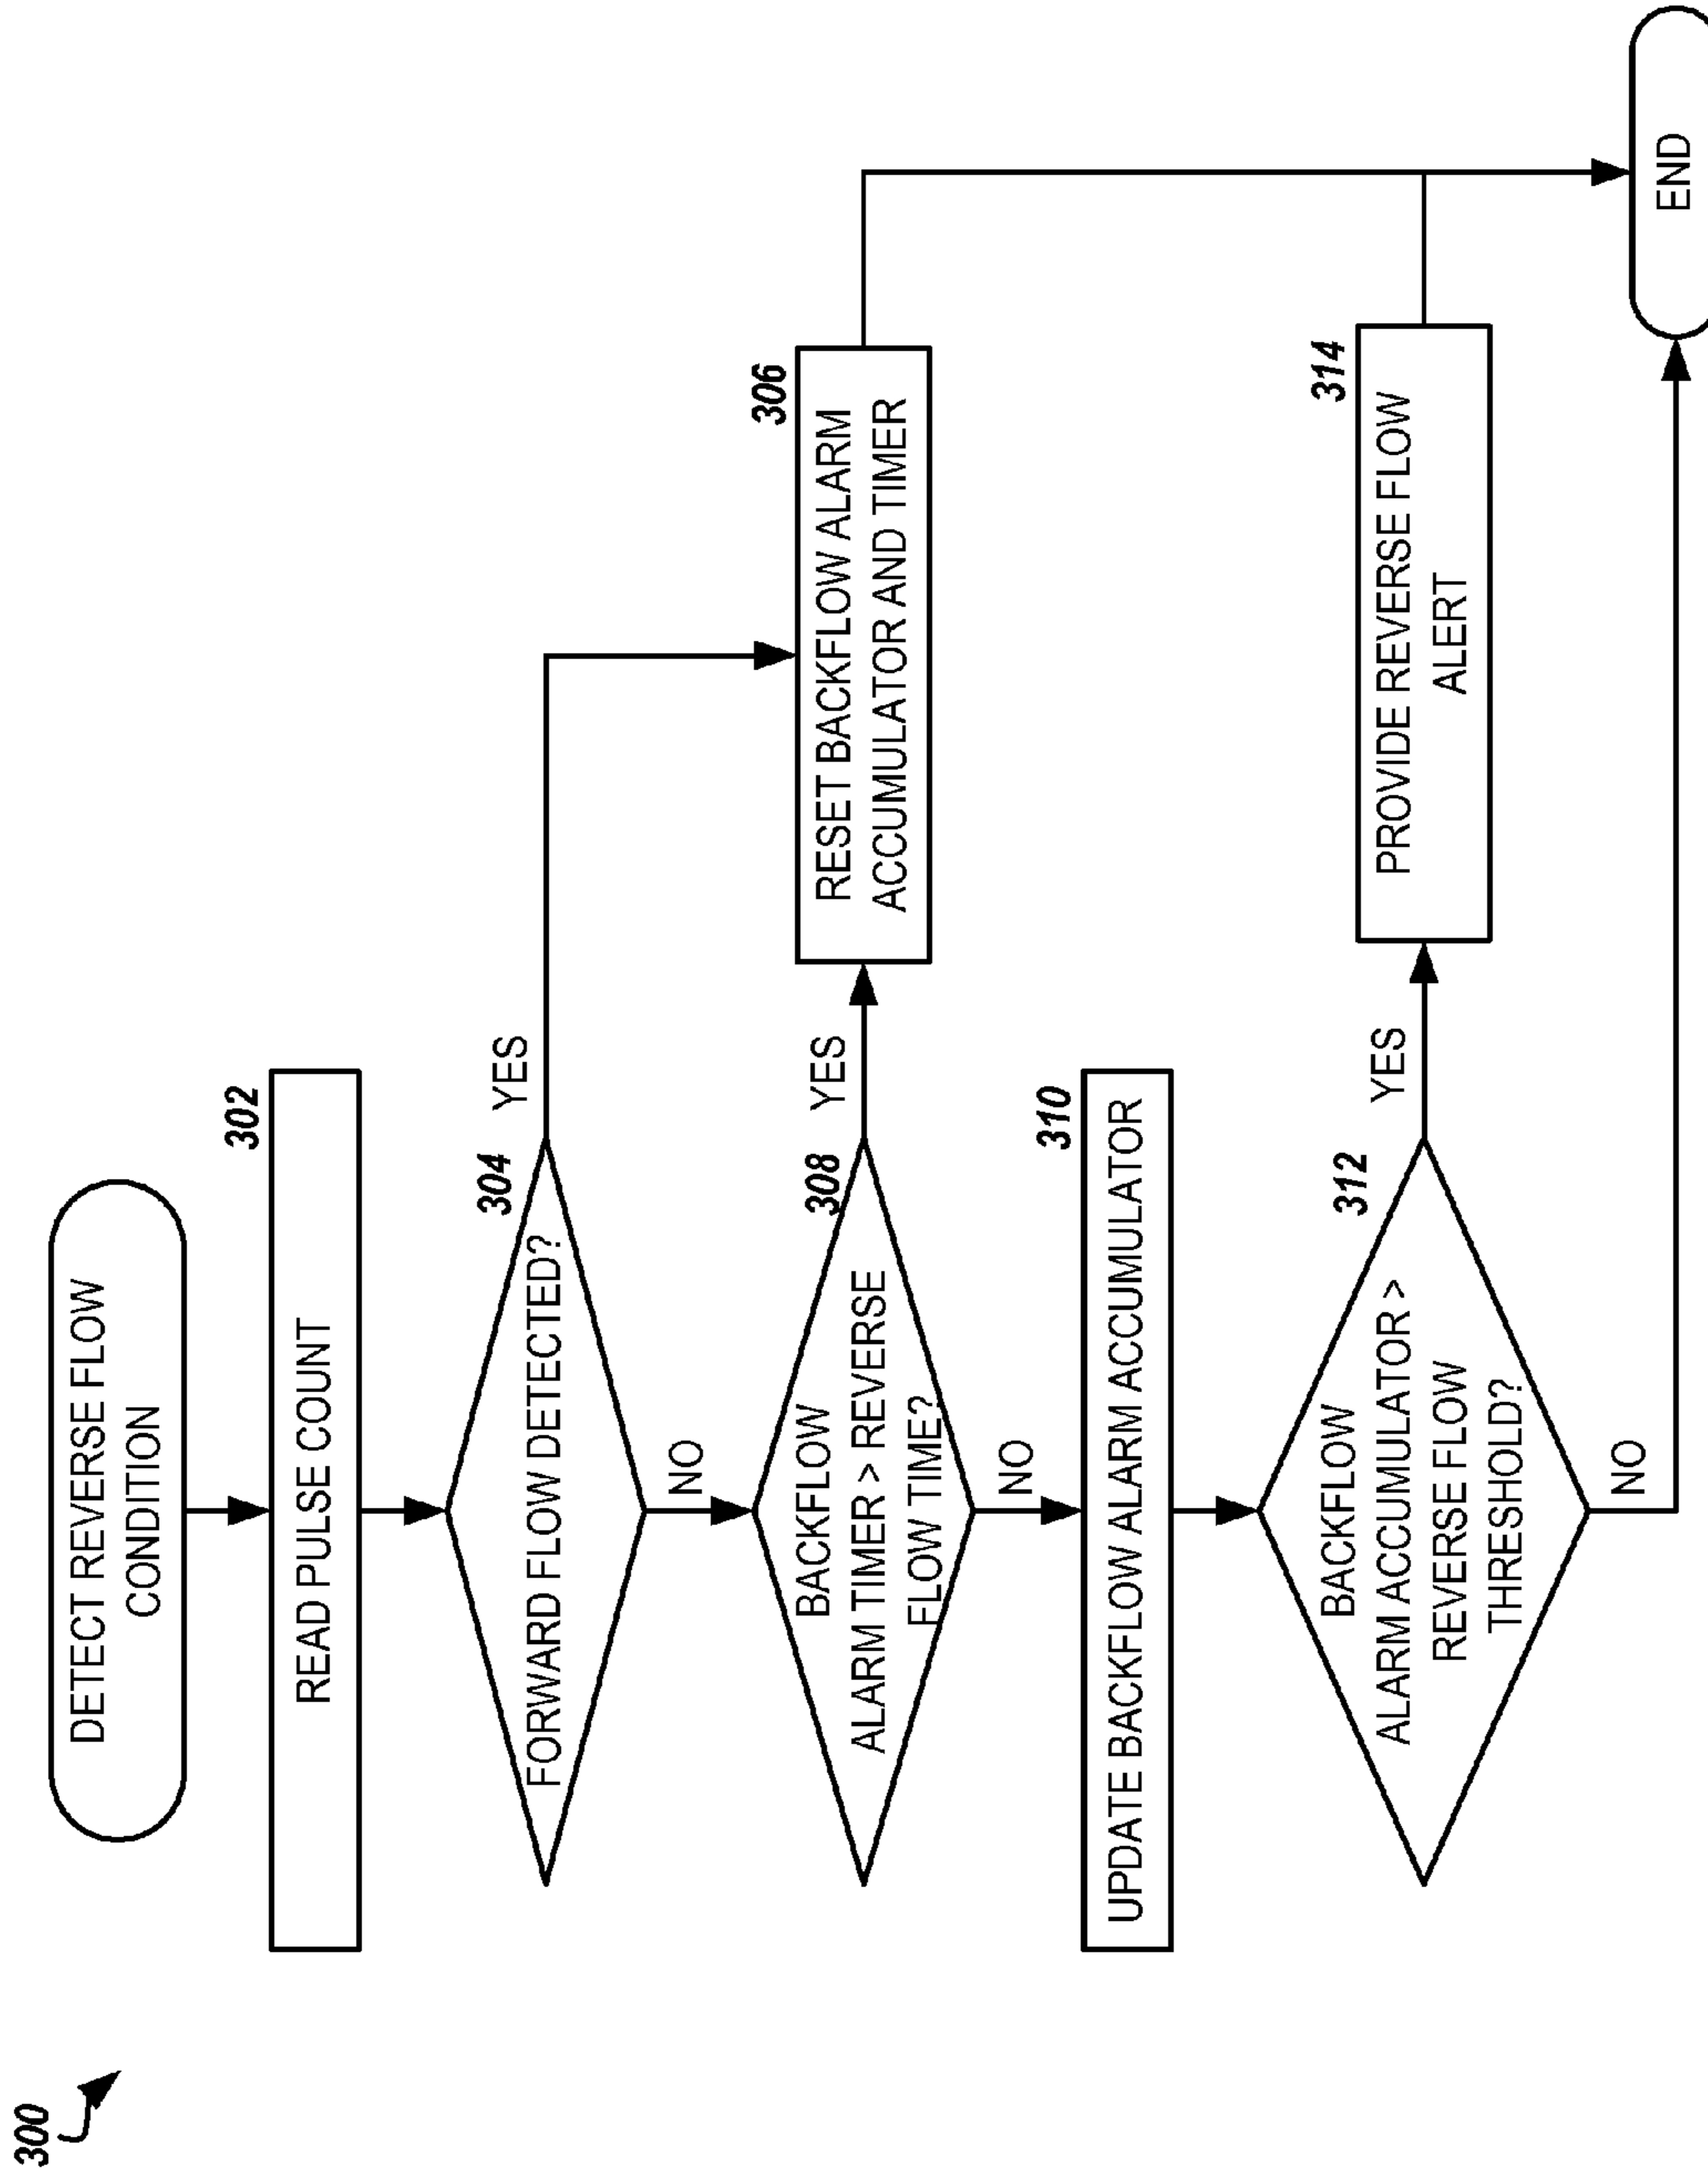 300
DETECT REVERSE FLOW
CONDITION
302
READ PULSE COUNT
304
FORWARD FLOW DETECTED?
YES
NO
306
RESET BACKFLOW ALARM
ACCUMULATOR AND TIMER
308
BACKFLOW
ALARM TIMER > REVERSE
FLOW TIME?
YES
NO
310
UPDATE BACKFLOW ALARM ACCUMULATOR
312
BACKFLOW
ALARM ACCUMULATOR >
REVERSE FLOW
THRESHOLD?
YES
NO
314
PROVIDE REVERSE FLOW
ALERT
END